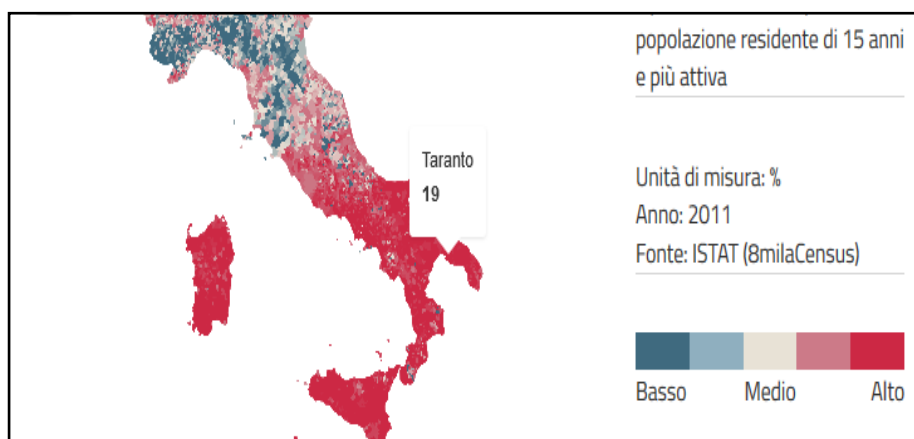 popolazione residente di 15 anni
e più attiva
Taranto
19
Unità di misura: %
Anno: 2011
Fonte: ISTAT (8milaCensus)
Basso Medio Alto